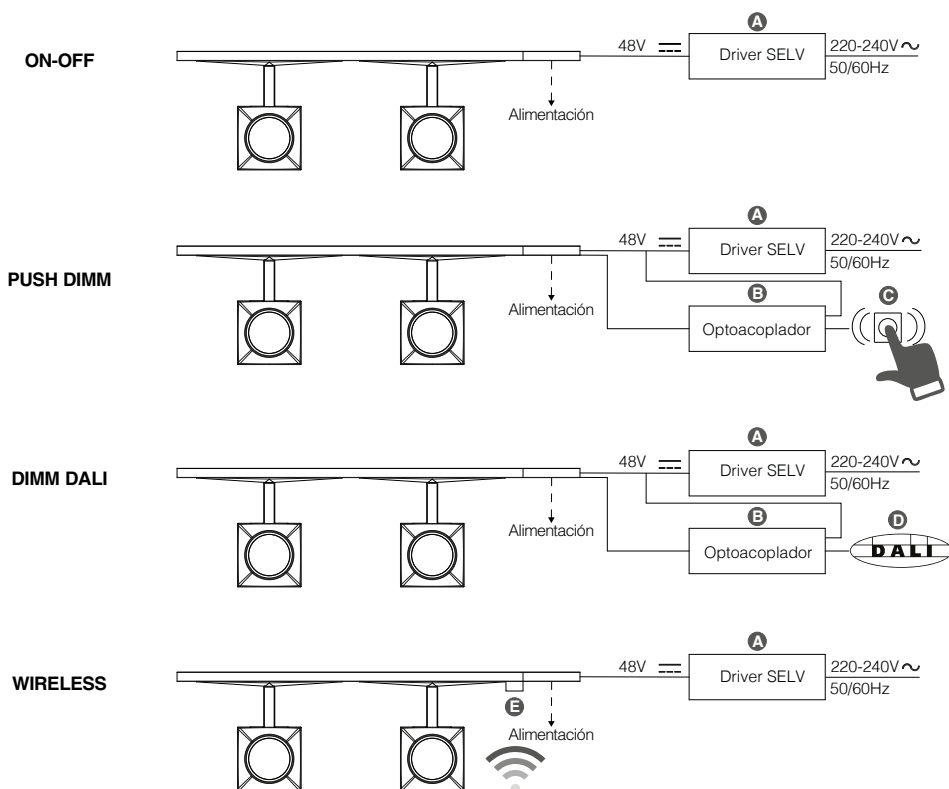 ON-OFF
48V
A
Driver SELV
220-240V
50/60Hz
Alimentación
PUSH DIMM
48V
A
Driver SELV
220-240V
50/60Hz
Alimentación
B
Optoacoplador
C
DIMM DALI
48V
A
Driver SELV
220-240V
50/60Hz
Alimentación
B
Optoacoplador
D
DALI
WIRELESS
48V
A
Driver SELV
220-240V
50/60Hz
E
Alimentación